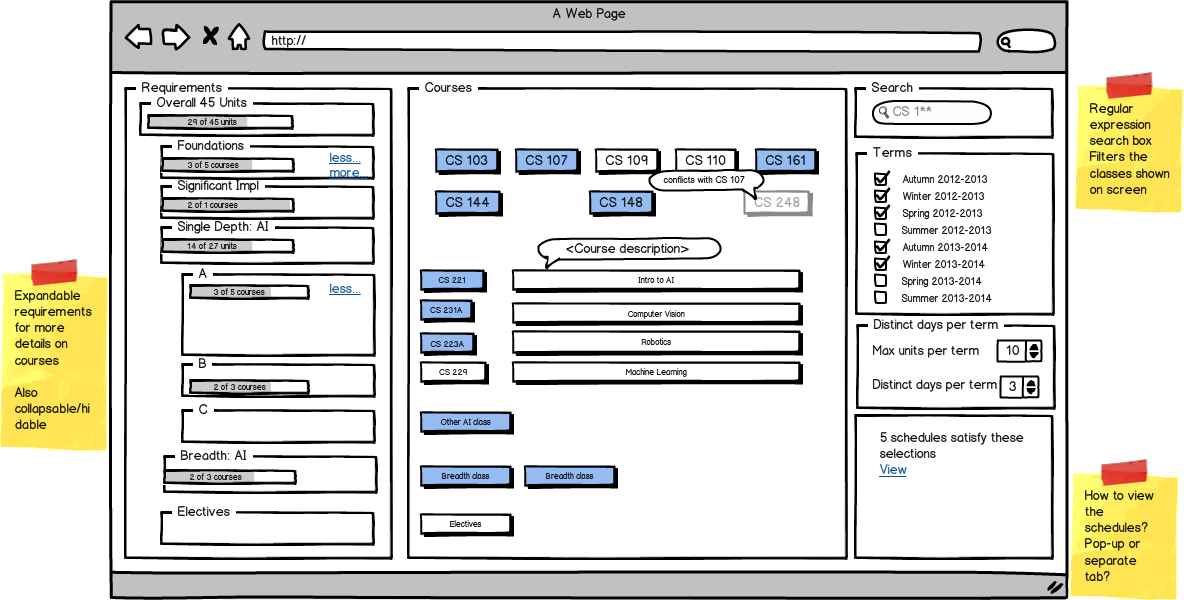 A Web Page
http://
Requirements
Overall 45 Units
29 of 45 units
Foundations
3 of 5 courses
less...
more...
Significant Impl
2 of 1 courses
Single Depth: AI
14 of 27 units
A
3 of 5 courses
less...
B
2 of 3 courses
C
Breadth: AI
2 of 3 courses
Electives
Courses
CS 103
CS 107
CS 109
CS 110
CS 161
conflicts with CS 107
CS 144
CS 148
CS 248
<Course description>
CS 221
Intro to AI
CS 231A
Computer Vision
CS 223A
Robotics
CS 229
Machine Learning
Other AI class
Breadth class
Breadth class
Electives
Search
CS 1**
Terms
Autumn 2012-2013
Winter 2012-2013
Spring 2012-2013
Summer 2012-2013
Autumn 2013-2014
Winter 2013-2014
Spring 2013-2014
Summer 2013-2014
Distinct days per term
Max units per term
10
Distinct days per term
3
5 schedules satisfy these
selections
View
Expandable
requirements
for more
details on
courses
Also
collapsable/hi
dable
Regular
expression
search box
Filters the
classes shown
on screen
How to view
the
schedules?
Pop-up or
separate
tab?